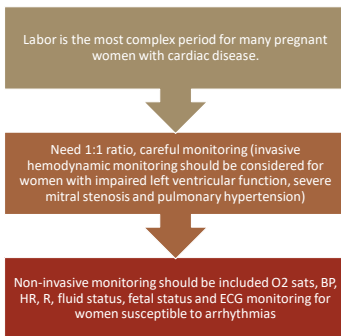 Labor is the most complex period for many pregnant
women with cardiac disease.
Need 1:1 ratio, careful monitoring (invasive
hemodynamic monitoring should be considered for
women with impaired left ventricular function, severe
mitral stenosis and pulmonary hypertension)
Non-invasive monitoring should be included O2 sats, BP,
HR, R, fluid status, fetal status and ECG monitoring for
women susceptible to arrhythmias